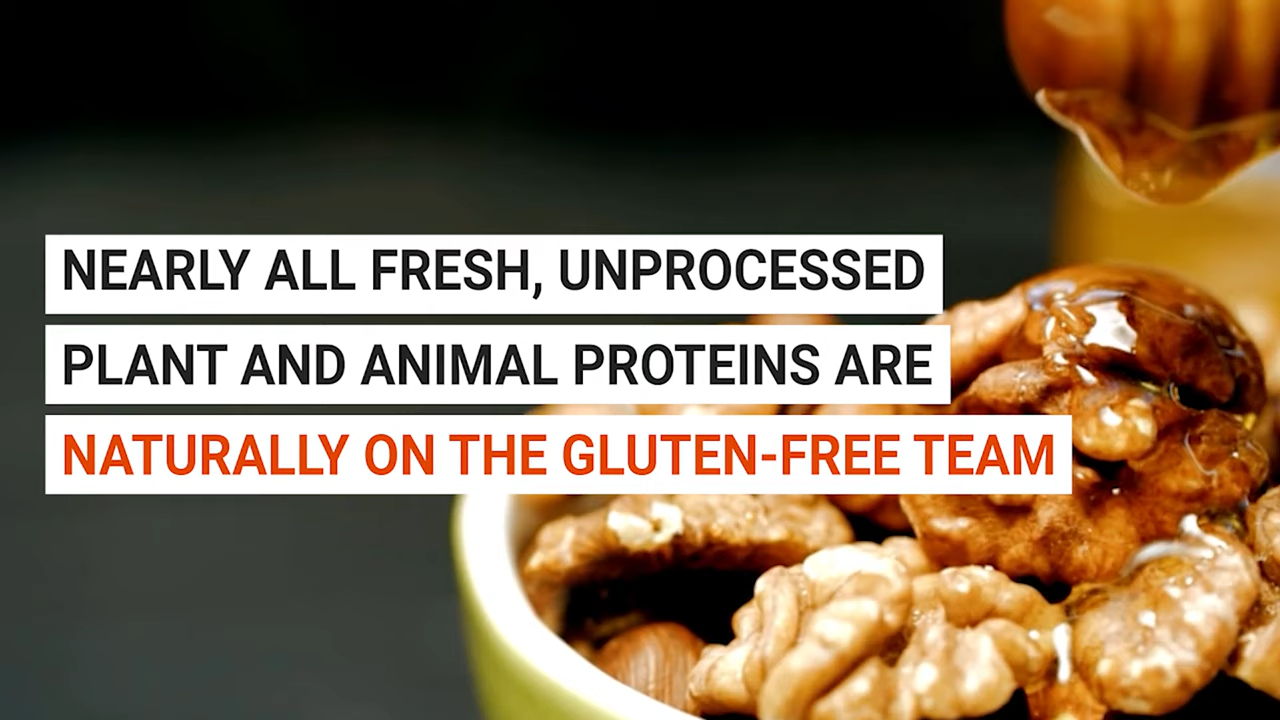 NEARLY ALL FRESH, UNPROCESSED
PLANT AND ANIMAL PROTEINS ARE
NATURALLY ON THE GLUTEN-FREE TEAM